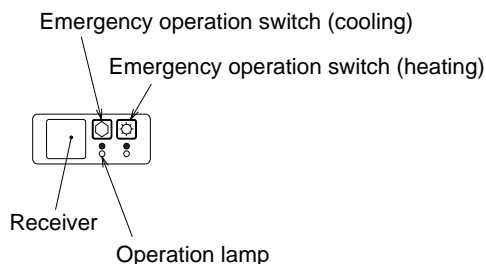 Emergency operation switch (cooling)
Emergency operation switch (heating)
Receiver
Operation lamp